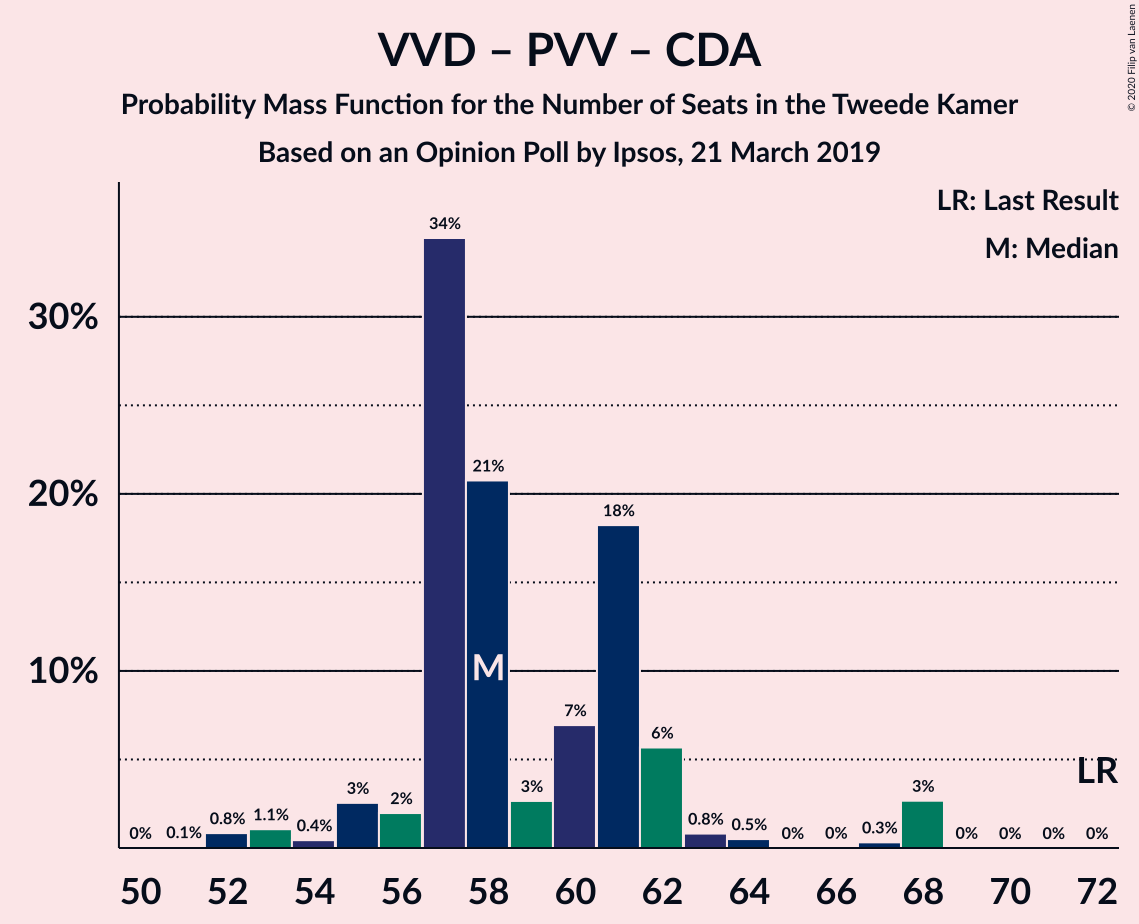 VVD – PVV – CDA
Probability Mass Function for the Number of Seats in the Tweede Kamer
Based on an Opinion Poll by Ipsos, 21 March 2019
© 2020 Filip van Laenen
LR: Last Result
M: Median
30%
20%
10%
0% 0.1% 0.8% 1.1% 0.4% 3% 2% 34% 21% 3% 7% 18% 6% 0.8% 0.5% 0% 0% 0.3% 3% 0% 0% 0% 0%
M
LR
50 52 54 56 58 60 62 64 66 68 70 72